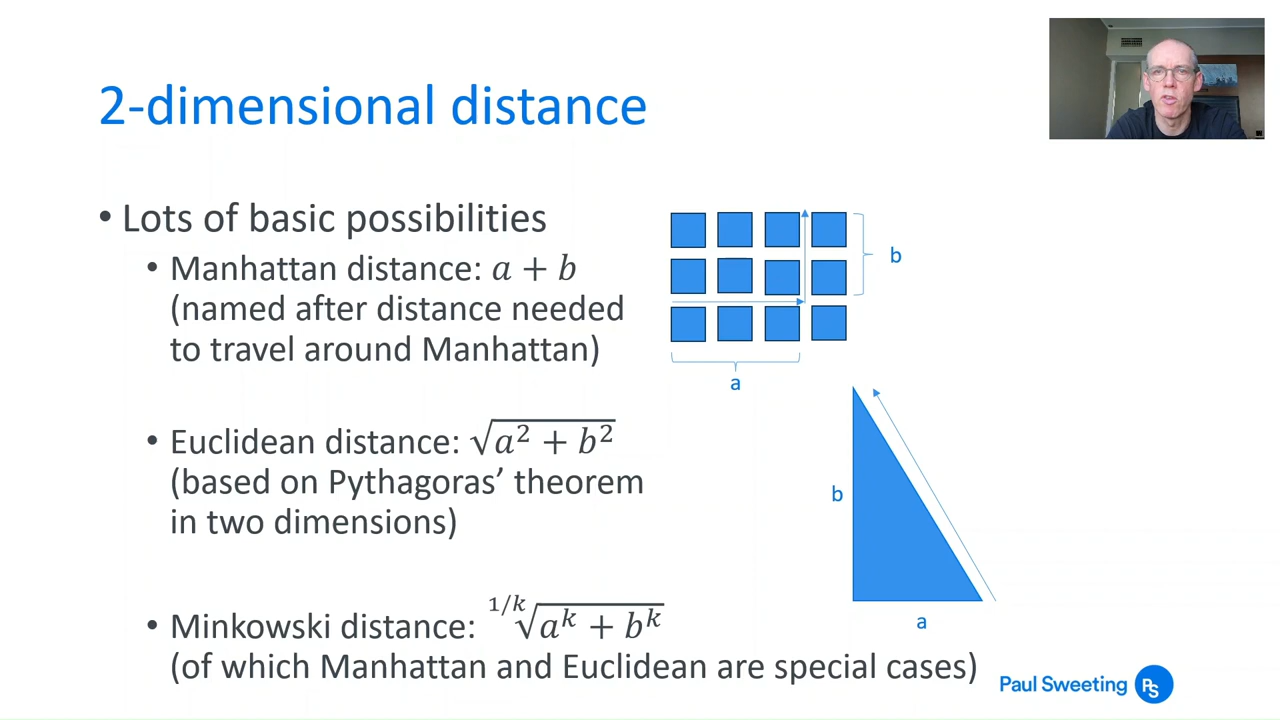 2-dimensional distance
• Lots of basic possibilities
• Manhattan distance: a + b
(named after distance needed
to travel around Manhattan)
b
a
• Euclidean distance: √a² + b²
(based on Pythagoras’ theorem
in two dimensions)
b
a
• Minkowski distance: 1/k√aᵏ + bᵏ
(of which Manhattan and Euclidean are special cases)
Paul Sweeting PS